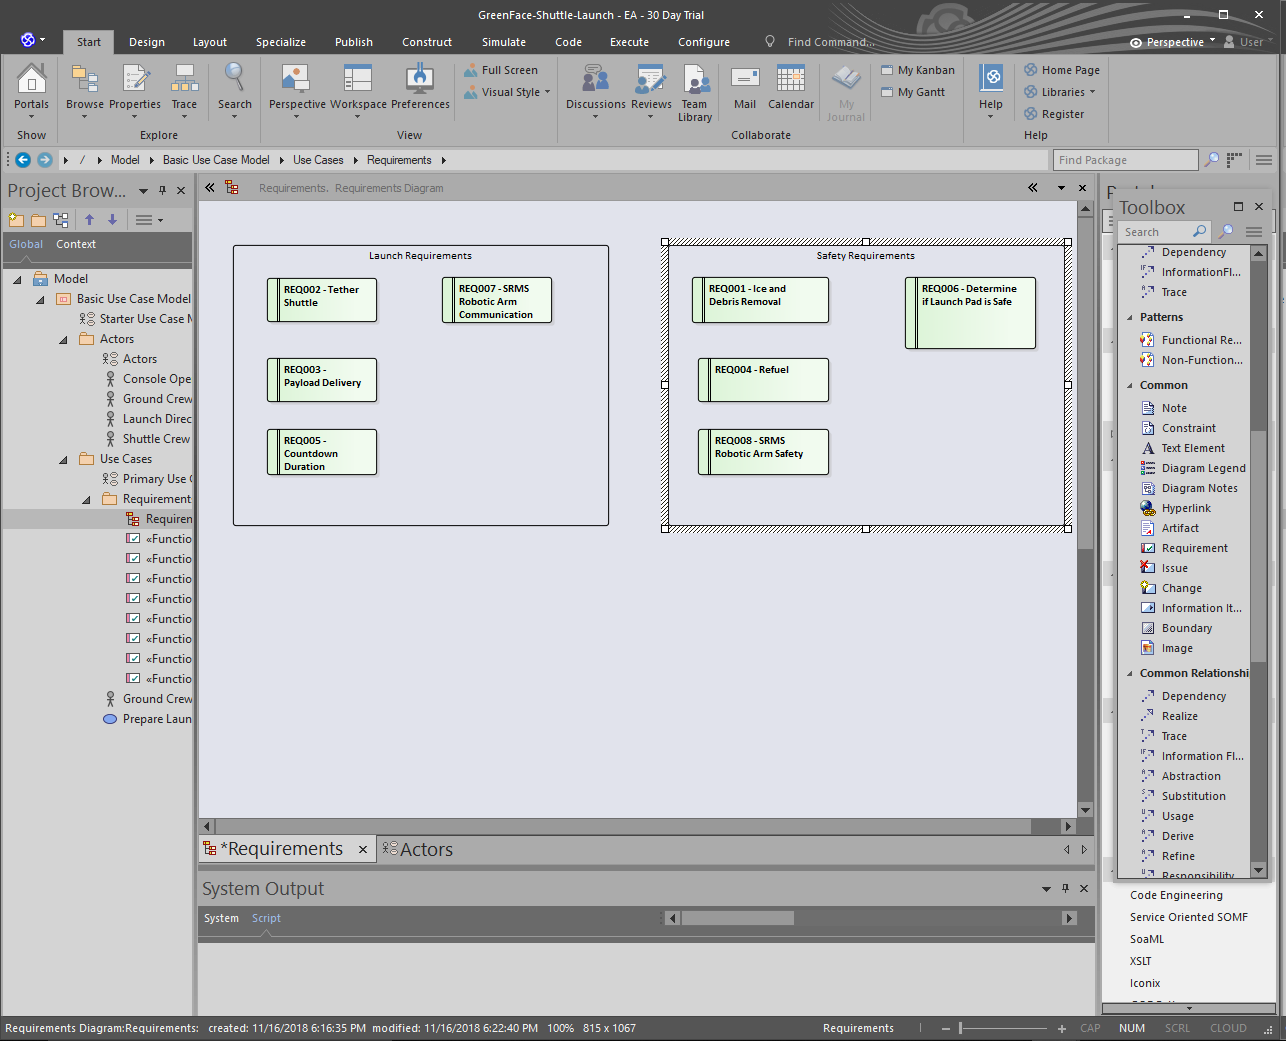 GreenFace-Shuttle-Launch - EA - 30 Day Trial
Start Design Layout Specialize Publish Construct Simulate Code Execute Configure Find Command... Perspective User
Full Screen
Visual Style
My Kanban
My Gantt
Home Page
Libraries
Register
Portals Browse Properties Trace Search Perspective Workspace Preferences Discussions Reviews Team Library Mail Calendar My Journal Help
Show Explore View Collaborate Help
/ Model Basic Use Case Model Use Cases Requirements Find Package
Project Brow...
Global Context
Model
Basic Use Case Model
Starter Use Case M
Actors
Actors
Console Ope
Ground Crew
Launch Direc
Shuttle Crew
Use Cases
Primary Use C
Requirement
Requiren
«Functio
«Functio
«Functio
«Functio
«Functio
«Functio
«Functio
«Functio
Ground Crew
Prepare Laun
Requirements. Requirements Diagram
Launch Requirements
REQ002 - Tether
Shuttle
REQ007 - SRMS
Robotic Arm
Communication
REQ003 -
Payload Delivery
REQ005 -
Countdown
Duration
Safety Requirements
REQ001 - Ice and
Debris Removal
REQ006 - Determine
if Launch Pad is Safe
REQ004 - Refuel
REQ008 - SRMS
Robotic Arm Safety
*Requirements
Actors
System Output
System Script
Toolbox
Search
Dependency
InformationFl...
Trace
Patterns
Functional Re...
Non-Function...
Common
Note
Constraint
Text Element
Diagram Legend
Diagram Notes
Hyperlink
Artifact
Requirement
Issue
Change
Information It...
Boundary
Image
Common Relationshi
Dependency
Realize
Trace
Information Fl...
Abstraction
Substitution
Usage
Derive
Refine
Responsibility
Code Engineering
Service Oriented SOMF
SoaML
XSLT
Iconix
Requirements Diagram:Requirements: created: 11/16/2018 6:16:35 PM modified: 11/16/2018 6:22:40 PM 100% 815 x 1067 Requirements CAP NUM SCRL CLOUD